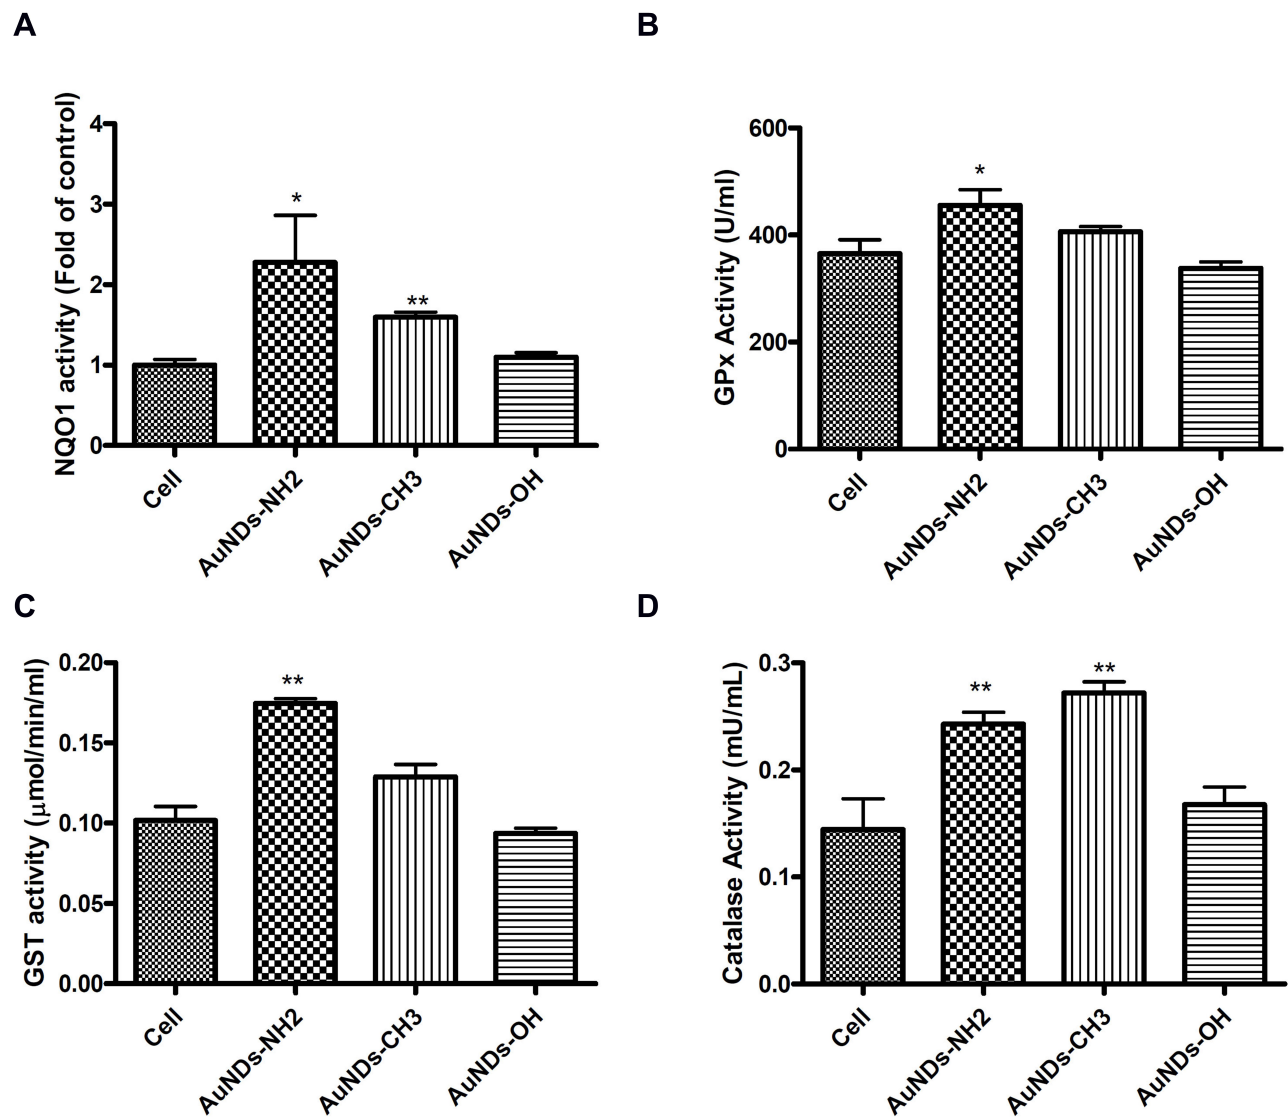 A
NQO1 activity (Fold of control)
4
3
2
1
0
*
**
Cell
AuNDs-NH2
AuNDs-CH3
AuNDs-OH
B
GPx Activity (U/ml)
600
400
200
0
*
Cell
AuNDs-NH2
AuNDs-CH3
AuNDs-OH
C
GST activity (μmol/min/ml)
0.20
0.15
0.10
0.05
0.00
**
Cell
AuNDs-NH2
AuNDs-CH3
AuNDs-OH
D
Catalase Activity (mU/mL)
0.3
0.2
0.1
0.0
**
**
Cell
AuNDs-NH2
AuNDs-CH3
AuNDs-OH